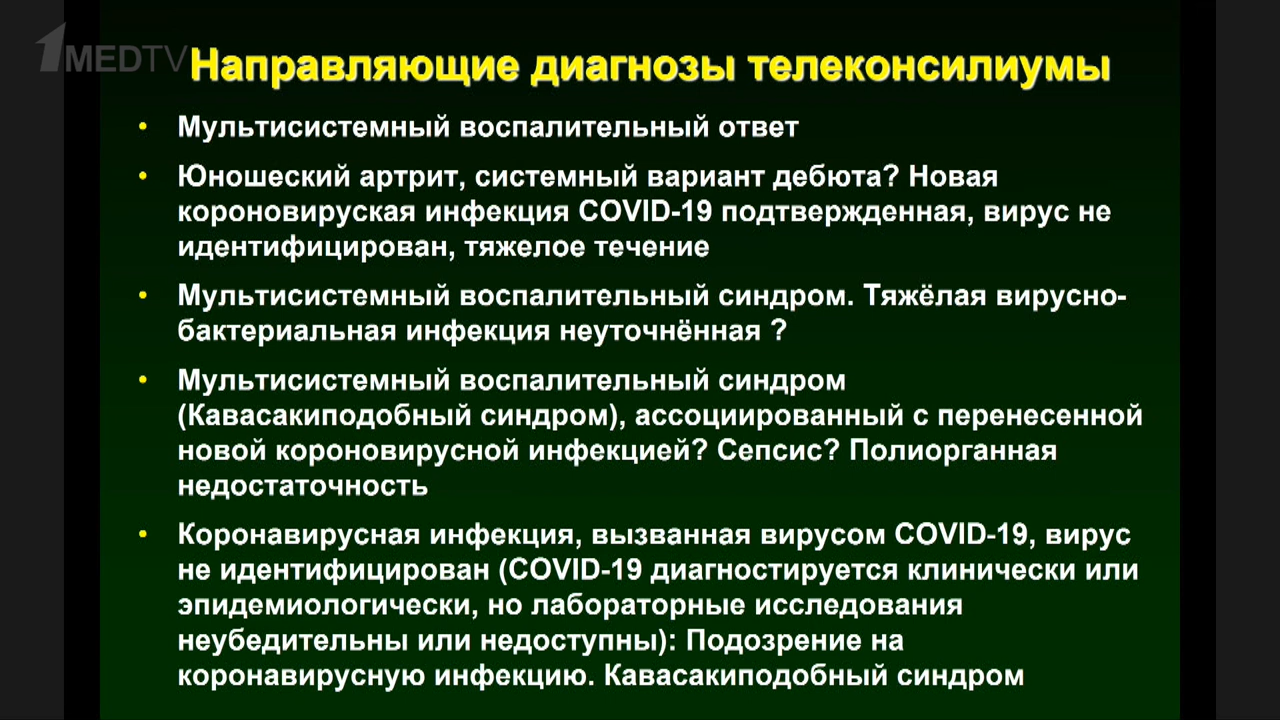 1MEDTV
Направляющие диагнозы телеконсилиумы
• Мультисистемный воспалительный ответ
• Юношеский артрит, системный вариант дебюта? Новая
короновируская инфекция COVID-19 подтвержденная, вирус не
идентифицирован, тяжелое течение
• Мультисистемный воспалительный синдром. Тяжёлая вирусно-
бактериальная инфекция неуточнённая ?
• Мультисистемный воспалительный синдром
(Кавасакиподобный синдром), ассоциированный с перенесенной
новой короновирусной инфекцией? Сепсис? Полиорганная
недостаточность
• Коронавирусная инфекция, вызванная вирусом COVID-19, вирус
не идентифицирован (COVID-19 диагностируется клинически или
эпидемиологически, но лабораторные исследования
неубедительны или недоступны): Подозрение на
коронавирусную инфекцию. Кавасакиподобный синдром